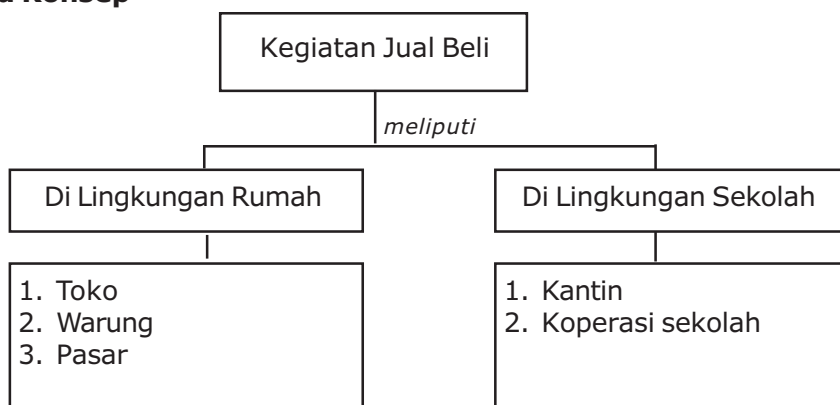 Konsep
Kegiatan Jual Beli
meliputi
Di Lingkungan Rumah
Di Lingkungan Sekolah
1. Toko
2. Warung
3. Pasar
1. Kantin
2. Koperasi sekolah